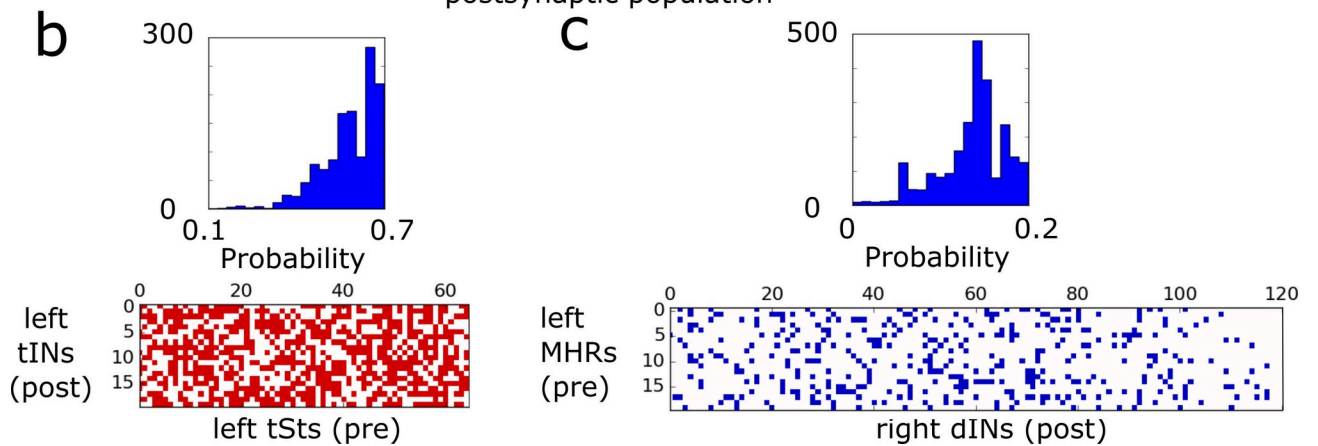 postsynaptic population
b
300
0
0.1
0.7
Probability
0 20 40 60
0
5
10
15
left
tINs
(post)
left tSts (pre)
c
500
0
0
0.2
Probability
0 20 40 60 80 100 120
0
5
10
15
left
MHRs
(pre)
right dINs (post)